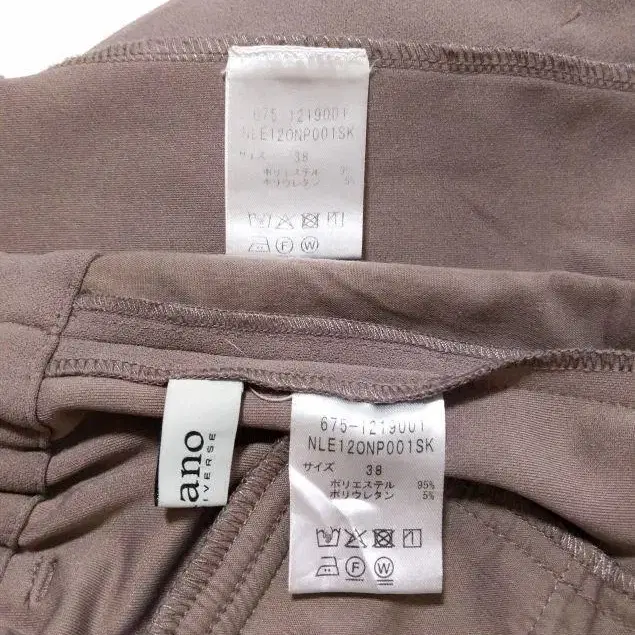 675-1219001
NLE120NP001SK
サイズ 38
ポリエステル
ポリウレタン 5%
F W
ano
IVERSE
675-1219001
NLE120NP001SK
サイズ 38
ポリエステル 95%
ポリウレタン 5%
F W